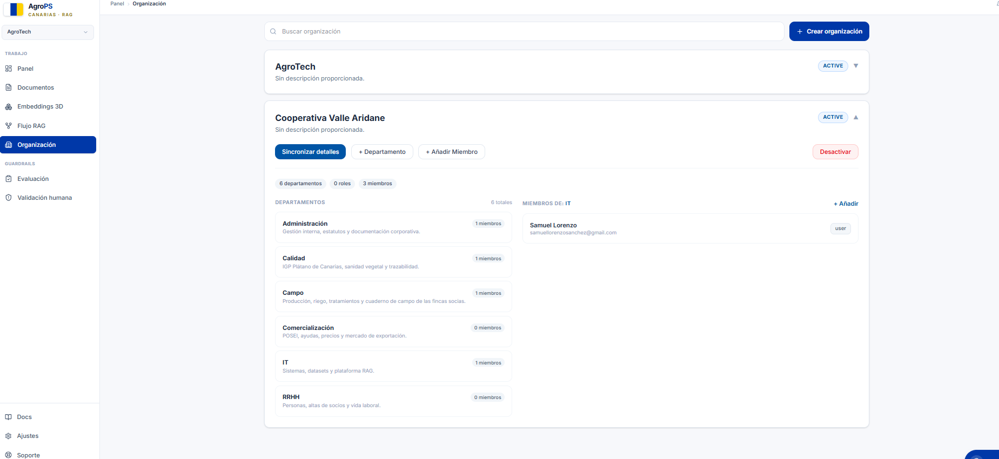 AgroPS
CANARIAS · RAG
AgroTech
TRABAJO
Panel
Documentos
Embeddings 3D
Flujo RAG
Organización
GUARDRAILS
Evaluación
Validación humana
Docs
Ajustes
Soporte
Panel › Organización
Buscar organización
+ Crear organización
AgroTech
ACTIVE ▼
Sin descripción proporcionada.
Cooperativa Valle Aridane
ACTIVE ▲
Sin descripción proporcionada.
Sincronizar detalles
+ Departamento
+ Añadir Miembro
Desactivar
6 departamentos
0 roles
3 miembros
DEPARTAMENTOS
6 totales
Administración
1 miembros
Gestión interna, estatutos y documentación corporativa.
Calidad
1 miembros
IGP Plátano de Canarias, sanidad vegetal y trazabilidad.
Campo
1 miembros
Producción, riego, tratamientos y cuaderno de campo de las fincas socias.
Comercialización
0 miembros
POSEI, ayudas, precios y mercado de exportación.
IT
1 miembros
Sistemas, datasets y plataforma RAG.
RRHH
0 miembros
Personas, altas de socios y vida laboral.
MIEMBROS DE: IT
+ Añadir
Samuel Lorenzo
samuellorenzosanchez@gmail.com
user